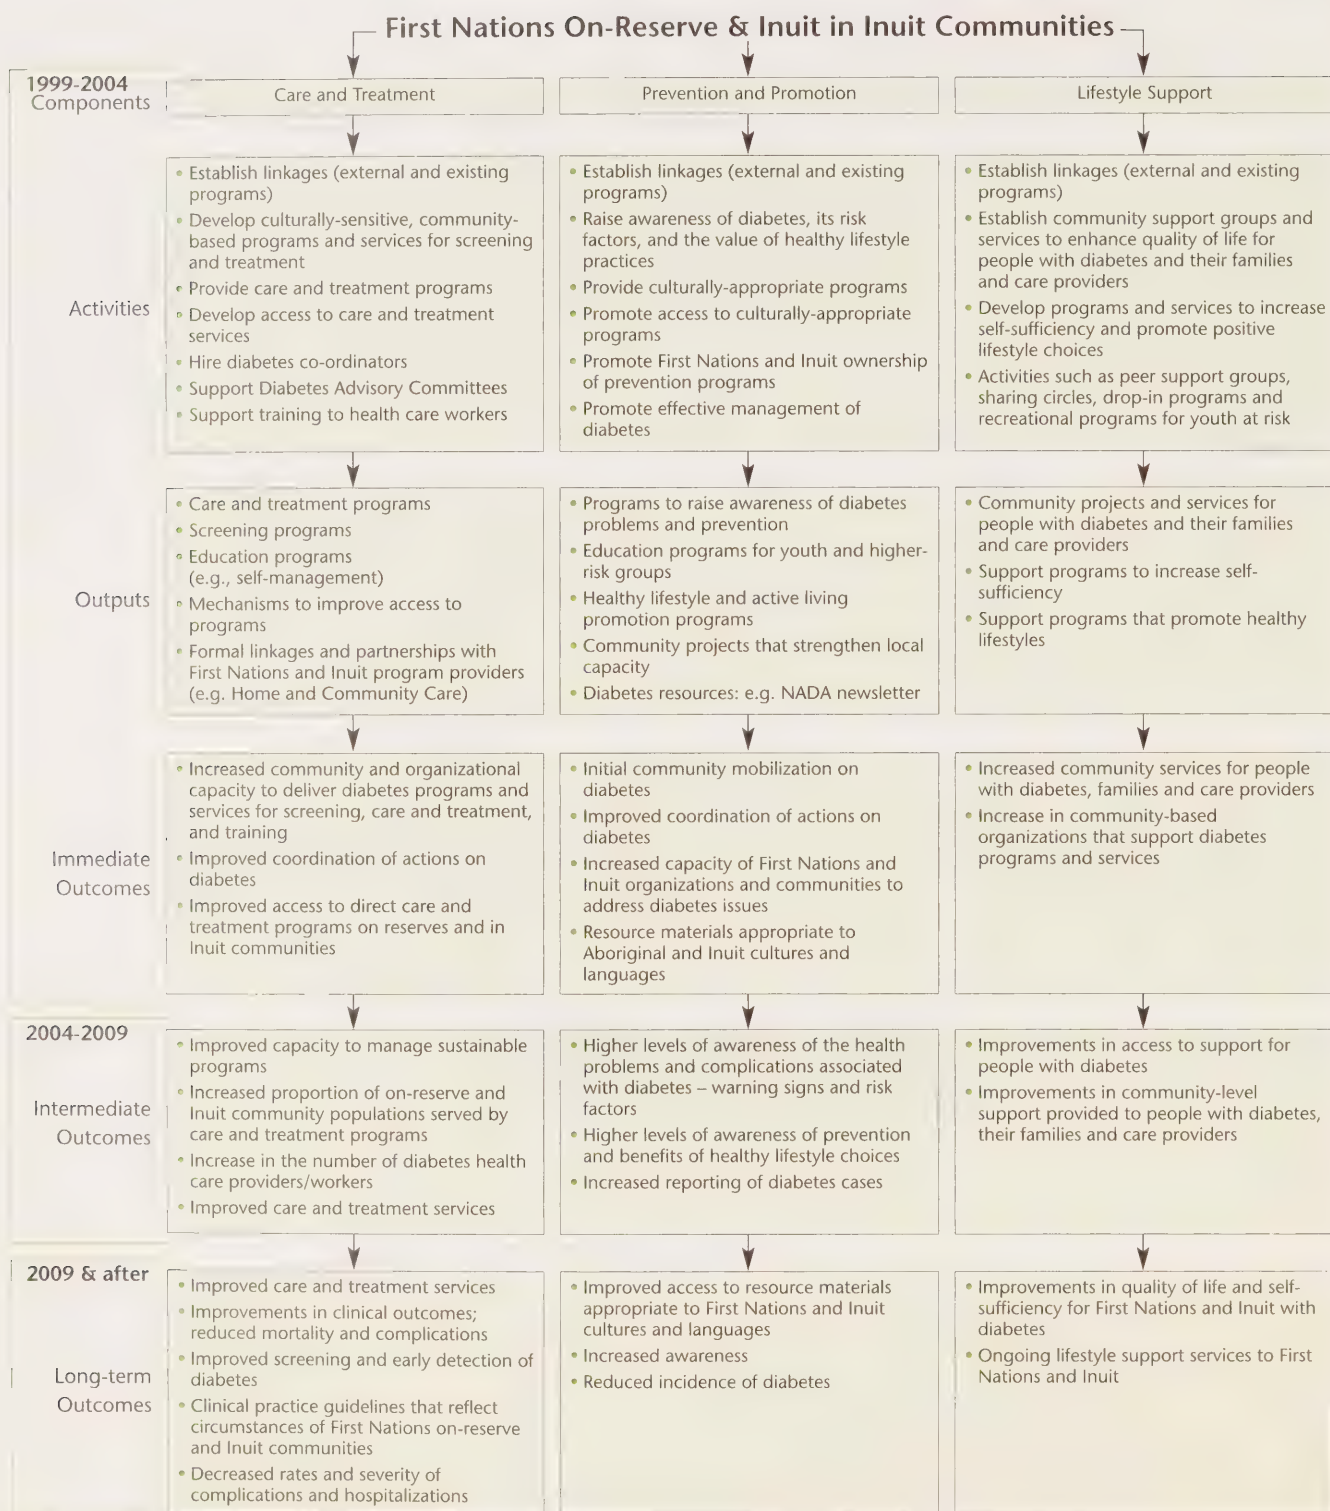 First Nations On-Reserve & Inuit in Inuit Communities
1999-2004
Components
Care and Treatment
Prevention and Promotion
Lifestyle Support
Activities
• Establish linkages (external and existing
programs)
• Develop culturally-sensitive, community-
based programs and services for screening
and treatment
• Provide care and treatment programs
• Develop access to care and treatment
services
• Hire diabetes co-ordinators
• Support Diabetes Advisory Committees
• Support training to health care workers
• Establish linkages (external and existing
programs)
• Raise awareness of diabetes, its risk
factors, and the value of healthy lifestyle
practices
• Provide culturally-appropriate programs
• Promote access to culturally-appropriate
programs
• Promote First Nations and Inuit ownership
of prevention programs
• Promote effective management of
diabetes
• Establish linkages (external and existing
programs)
• Establish community support groups and
services to enhance quality of life for
people with diabetes and their families
and care providers
• Develop programs and services to increase
self-sufficiency and promote positive
lifestyle choices
• Activities such as peer support groups,
sharing circles, drop-in programs and
recreational programs for youth at risk
Outputs
• Care and treatment programs
• Screening programs
• Education programs
(e.g., self-management)
• Mechanisms to improve access to
programs
• Formal linkages and partnerships with
First Nations and Inuit program providers
(e.g. Home and Community Care)
• Programs to raise awareness of diabetes
problems and prevention
• Education programs for youth and higher-
risk groups
• Healthy lifestyle and active living
promotion programs
• Community projects that strengthen local
capacity
• Diabetes resources: e.g. NADA newsletter
• Community projects and services for
people with diabetes and their families
and care providers
• Support programs to increase self-
sufficiency
• Support programs that promote healthy
lifestyles
Immediate
Outcomes
• Increased community and organizational
capacity to deliver diabetes programs and
services for screening, care and treatment,
and training
• Improved coordination of actions on
diabetes
• Improved access to direct care and
treatment programs on reserves and in
Inuit communities
• Initial community mobilization on
diabetes
• Improved coordination of actions on
diabetes
• Increased capacity of First Nations and
Inuit organizations and communities to
address diabetes issues
• Resource materials appropriate to
Aboriginal and Inuit cultures and
languages
• Increased community services for people
with diabetes, families and care providers
• Increase in community-based
organizations that support diabetes
programs and services
2004-2009
Intermediate
Outcomes
• Improved capacity to manage sustainable
programs
• Increased proportion of on-reserve and
Inuit community populations served by
care and treatment programs
• Increase in the number of diabetes health
care providers/workers
• Improved care and treatment services
• Higher levels of awareness of the health
problems and complications associated
with diabetes – warning signs and risk
factors
• Higher levels of awareness of prevention
and benefits of healthy lifestyle choices
• Increased reporting of diabetes cases
• Improvements in access to support for
people with diabetes
• Improvements in community-level
support provided to people with diabetes,
their families and care providers
2009 & after
Long-term
Outcomes
• Improved care and treatment services
• Improvements in clinical outcomes;
reduced mortality and complications
• Improved screening and early detection of
diabetes
• Clinical practice guidelines that reflect
circumstances of First Nations on-reserve
and Inuit communities
• Decreased rates and severity of
complications and hospitalizations
• Improved access to resource materials
appropriate to First Nations and Inuit
cultures and languages
• Increased awareness
• Reduced incidence of diabetes
• Improvements in quality of life and self-
sufficiency for First Nations and Inuit with
diabetes
• Ongoing lifestyle support services to First
Nations and Inuit